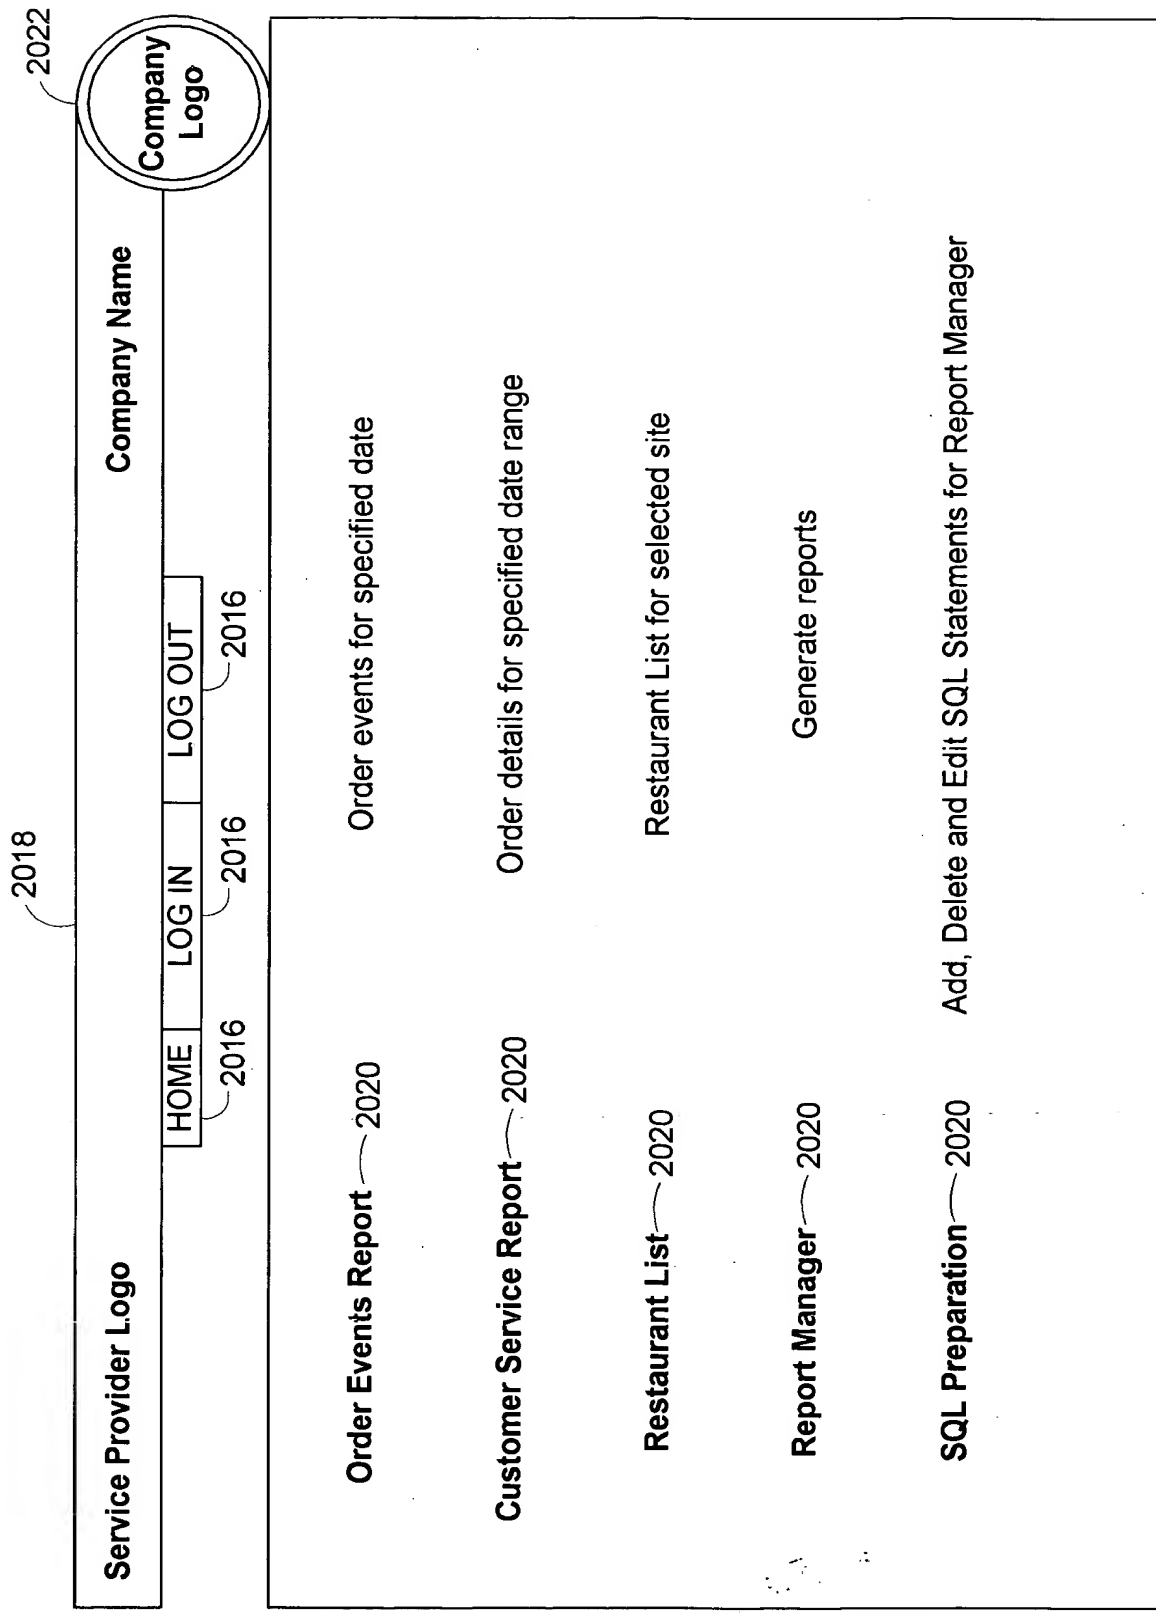 2018
2022
Service Provider Logo
Company Name
Company
Logo
HOME
LOG IN
LOG OUT
2016
2016
2016
Order Events Report
2020
Order events for specified date
Customer Service Report
2020
Order details for specified date range
Restaurant List
2020
Restaurant List for selected site
Report Manager
2020
Generate reports
SQL Preparation
2020
Add, Delete and Edit SQL Statements for Report Manager